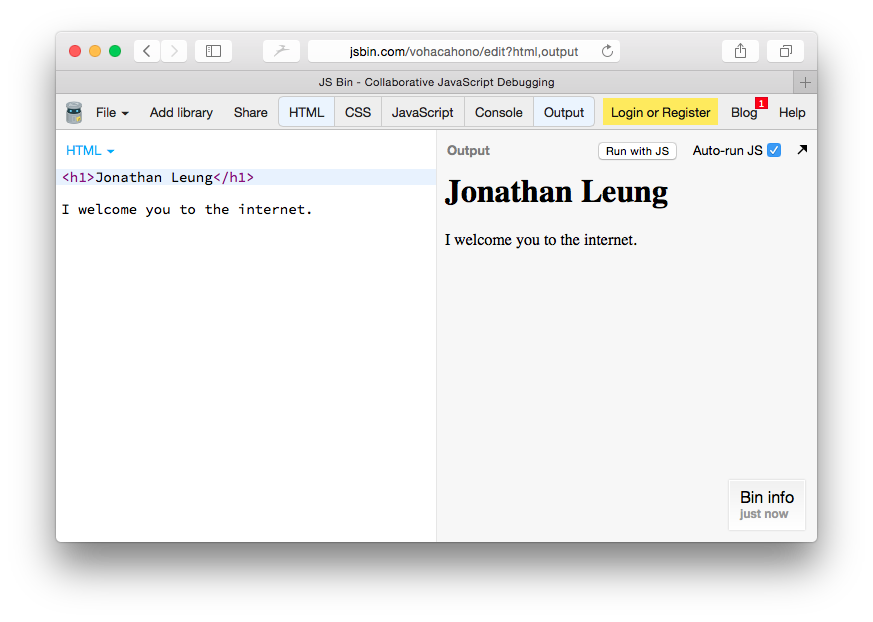 jsbin.com/vohacahono/edit?html,output
JS Bin - Collaborative JavaScript Debugging
+
File Add library Share HTML CSS JavaScript Console Output Login or Register Blog 1 Help
HTML
Output Run with JS Auto-run JS
<h1>Jonathan Leung</h1>
I welcome you to the internet.
Jonathan Leung
I welcome you to the internet.
Bin info
just now